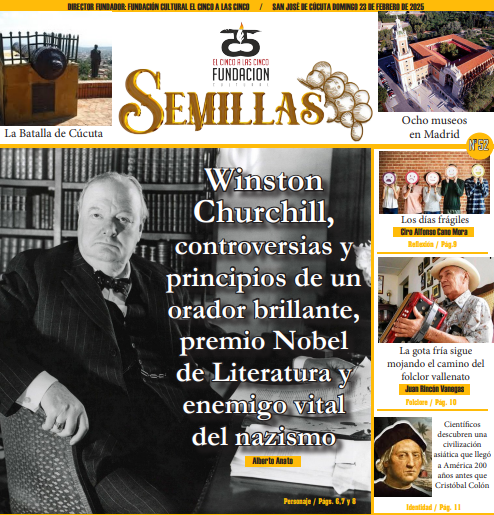 DIRECTOR FUNDADOR: FUNDACIÓN CULTURAL EL CINCO A LAS CINCO / SAN JOSÉ DE CÚCUTA DOMINGO 23 DE FEBRERO DE 2025
EL CINCO A LAS CINCO
FUNDACION
CULTURAL
SEMILLAS
La Batalla de Cúcuta
Ocho museos
en Madrid
Nº52
Winston
Churchill,
controversias y
principios de un
orador brillante,
premio Nobel
de Literatura y
enemigo vital
del nazismo
Alberto Anato
Personaje / Págs. 6,7 y 8
Los días frágiles
Ciro Alfonso Cano Mora
Reflexión / Pág.9
La gota fría sigue
mojando el camino del
folclor vallenato
Juan Rincón Vanegas
Folclore / Pág. 10
Científicos
descubren una
civilización
asiática que llegó
a América 200
años antes que
Cristóbal Colón
Identidad / Pág. 11